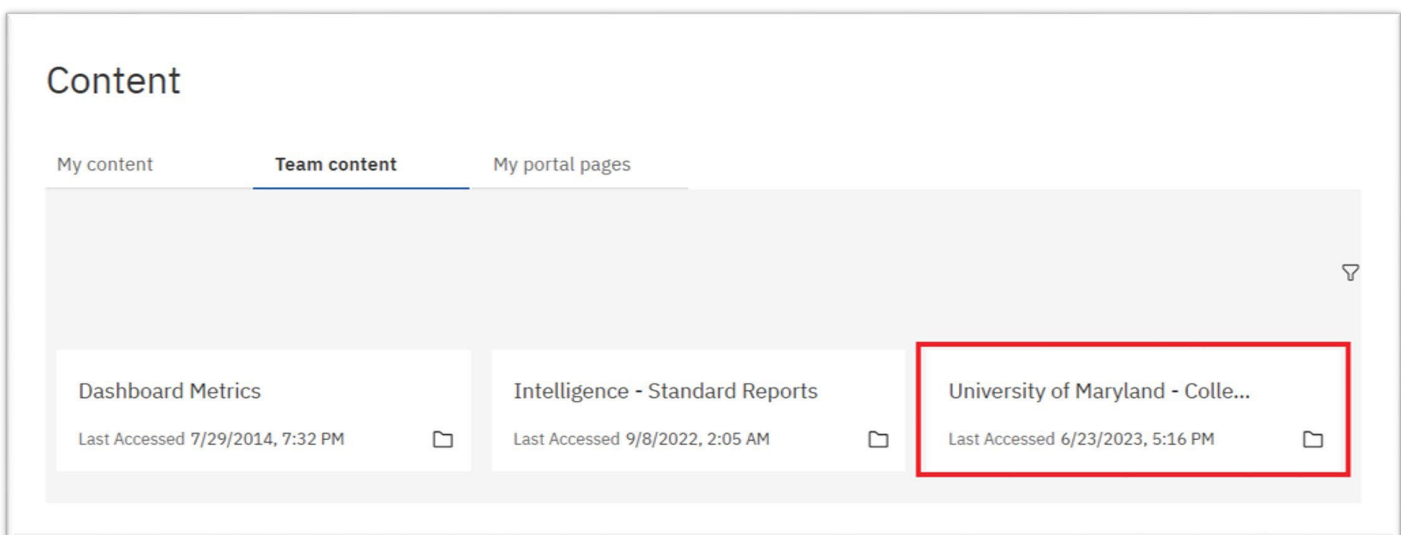 Content
My content Team content My portal pages
Dashboard Metrics Intelligence - Standard Reports University of Maryland - Colle...
Last Accessed 7/29/2014, 7:32 PM Last Accessed 9/8/2022, 2:05 AM Last Accessed 6/23/2023, 5:16 PM